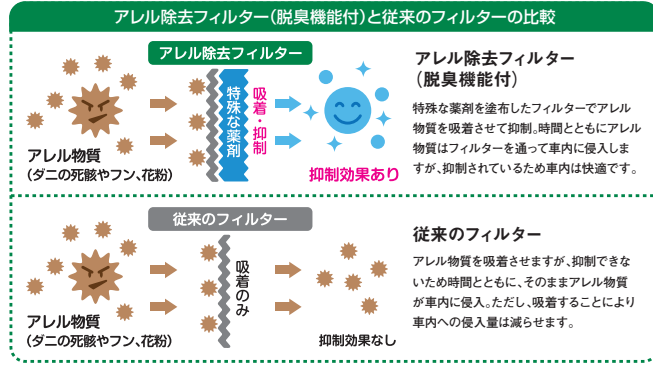 アレル除去フィルター(脱臭機能付)と従来のフィルターの比較
アレル除去フィルター
特殊な薬剤
吸着・抑制
アレル物質
(ダニの死骸やフン、花粉)
抑制効果あり
アレル除去フィルター
(脱臭機能付)
特殊な薬剤を塗布したフィルターでアレル
物質を吸着させて抑制。時間とともにアレル
物質はフィルターを通って車内に侵入しま
すが、抑制されているため車内は快適です。
従来のフィルター
吸着のみ
アレル物質
(ダニの死骸やフン、花粉)
抑制効果なし
従来のフィルター
アレル物質を吸着させますが、抑制できな
いため時間とともに、そのままアレル物質
が車内に侵入。ただし、吸着することにより
車内への侵入量は減らせます。